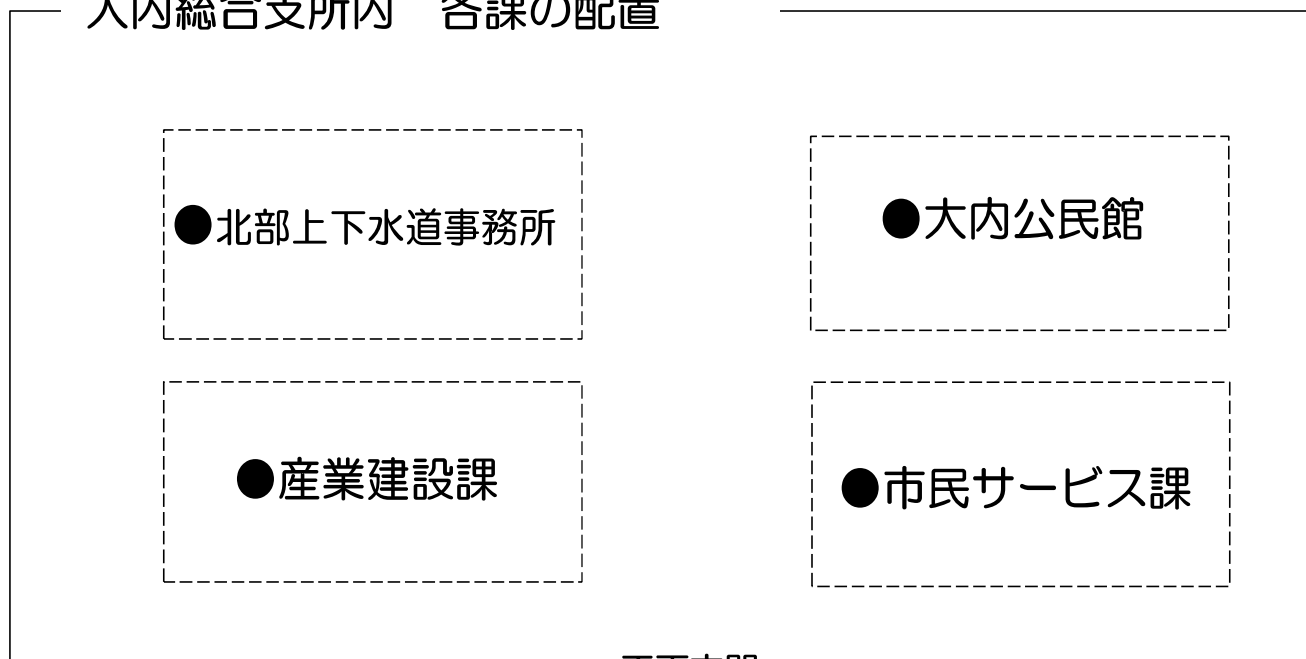 大内総合支所内　各課の配置
●北部上下水道事務所
●大内公民館
●産業建設課
●市民サービス課